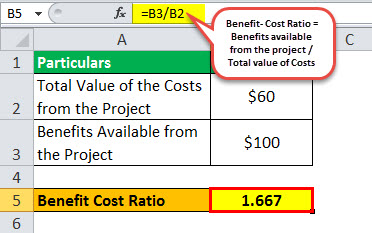 B5
fx
=B3/B2
Benefit- Cost Ratio =
Benefits available
from the project /
Total value of Costs
A
C
1
Particulars
2
Total Value of the Costs
from the Project
$60
3
Benefits Available from
the Project
$100
4
5
Benefit Cost Ratio
1.667
6